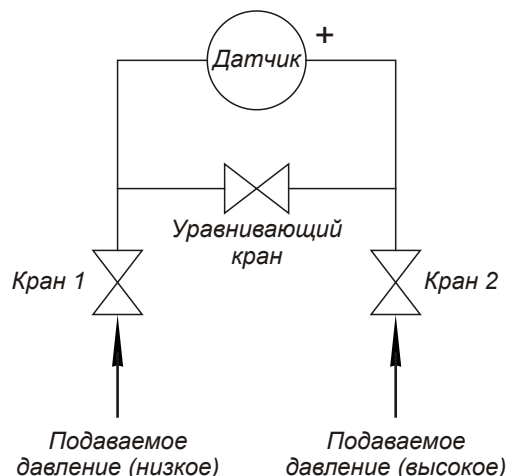 Датчик
+
Уравнивающий
кран
Кран 1
Кран 2
Подаваемое
давление (низкое)
Подаваемое
давление (высокое)